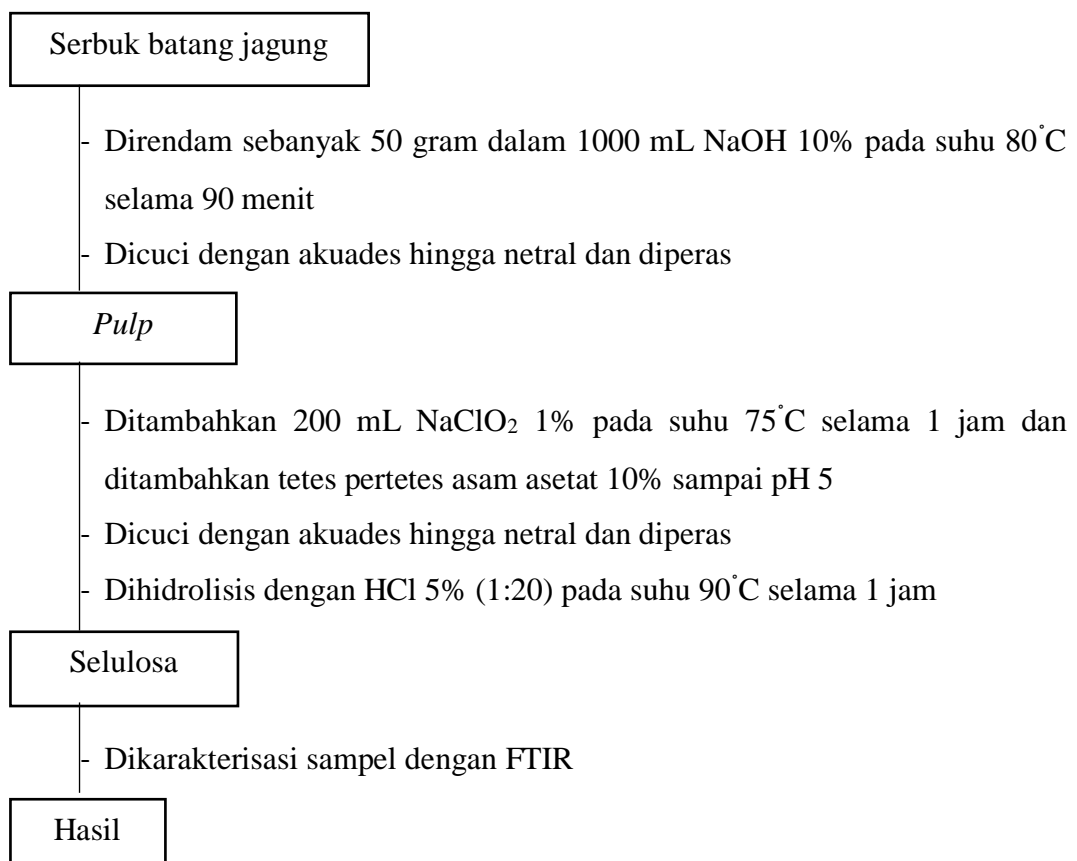 Serbuk batang jagung
- Direndam sebanyak 50 gram dalam 1000 mL NaOH 10% pada suhu 80°C
selama 90 menit
- Dicuci dengan akuades hingga netral dan diperas
Pulp
- Ditambahkan 200 mL NaClO₂ 1% pada suhu 75°C selama 1 jam dan
ditambahkan tetes pertetes asam asetat 10% sampai pH 5
- Dicuci dengan akuades hingga netral dan diperas
- Dihidrolisis dengan HCl 5% (1:20) pada suhu 90°C selama 1 jam
Selulosa
- Dikarakterisasi sampel dengan FTIR
Hasil